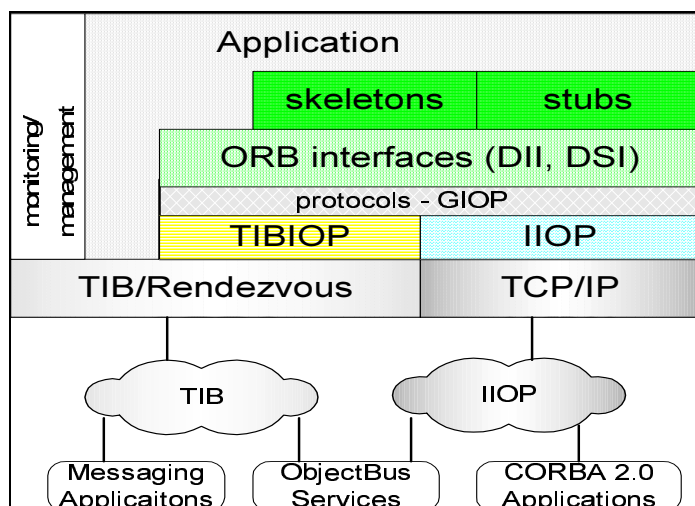 Application
monitoring/
management
skeletons
stubs
ORB interfaces (DII, DSI)
protocols - GIOP
TIBIOP
IIOP
TIB/Rendezvous
TCP/IP
TIB
IIOP
Messaging
Applicaitons
ObjectBus
Services
CORBA 2.0
Applications